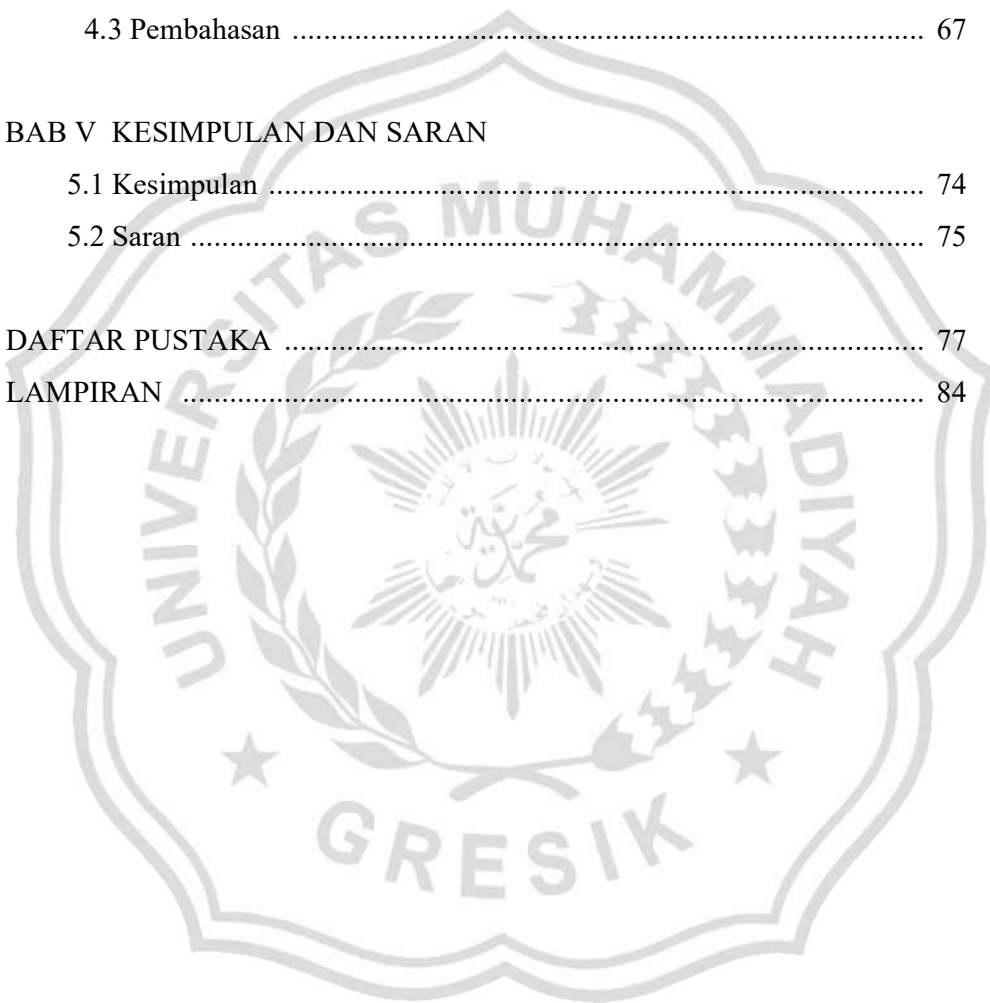 4.3 Pembahasan ................................................................................ 67
BAB V KESIMPULAN DAN SARAN
5.1 Kesimpulan ................................................................................... 74
5.2 Saran ............................................................................................. 75
DAFTAR PUSTAKA ................................................................................. 77
LAMPIRAN .............................................................................................. 84
UNIVERSITAS MUHAMMADIYAH
محمدية
GRESIK